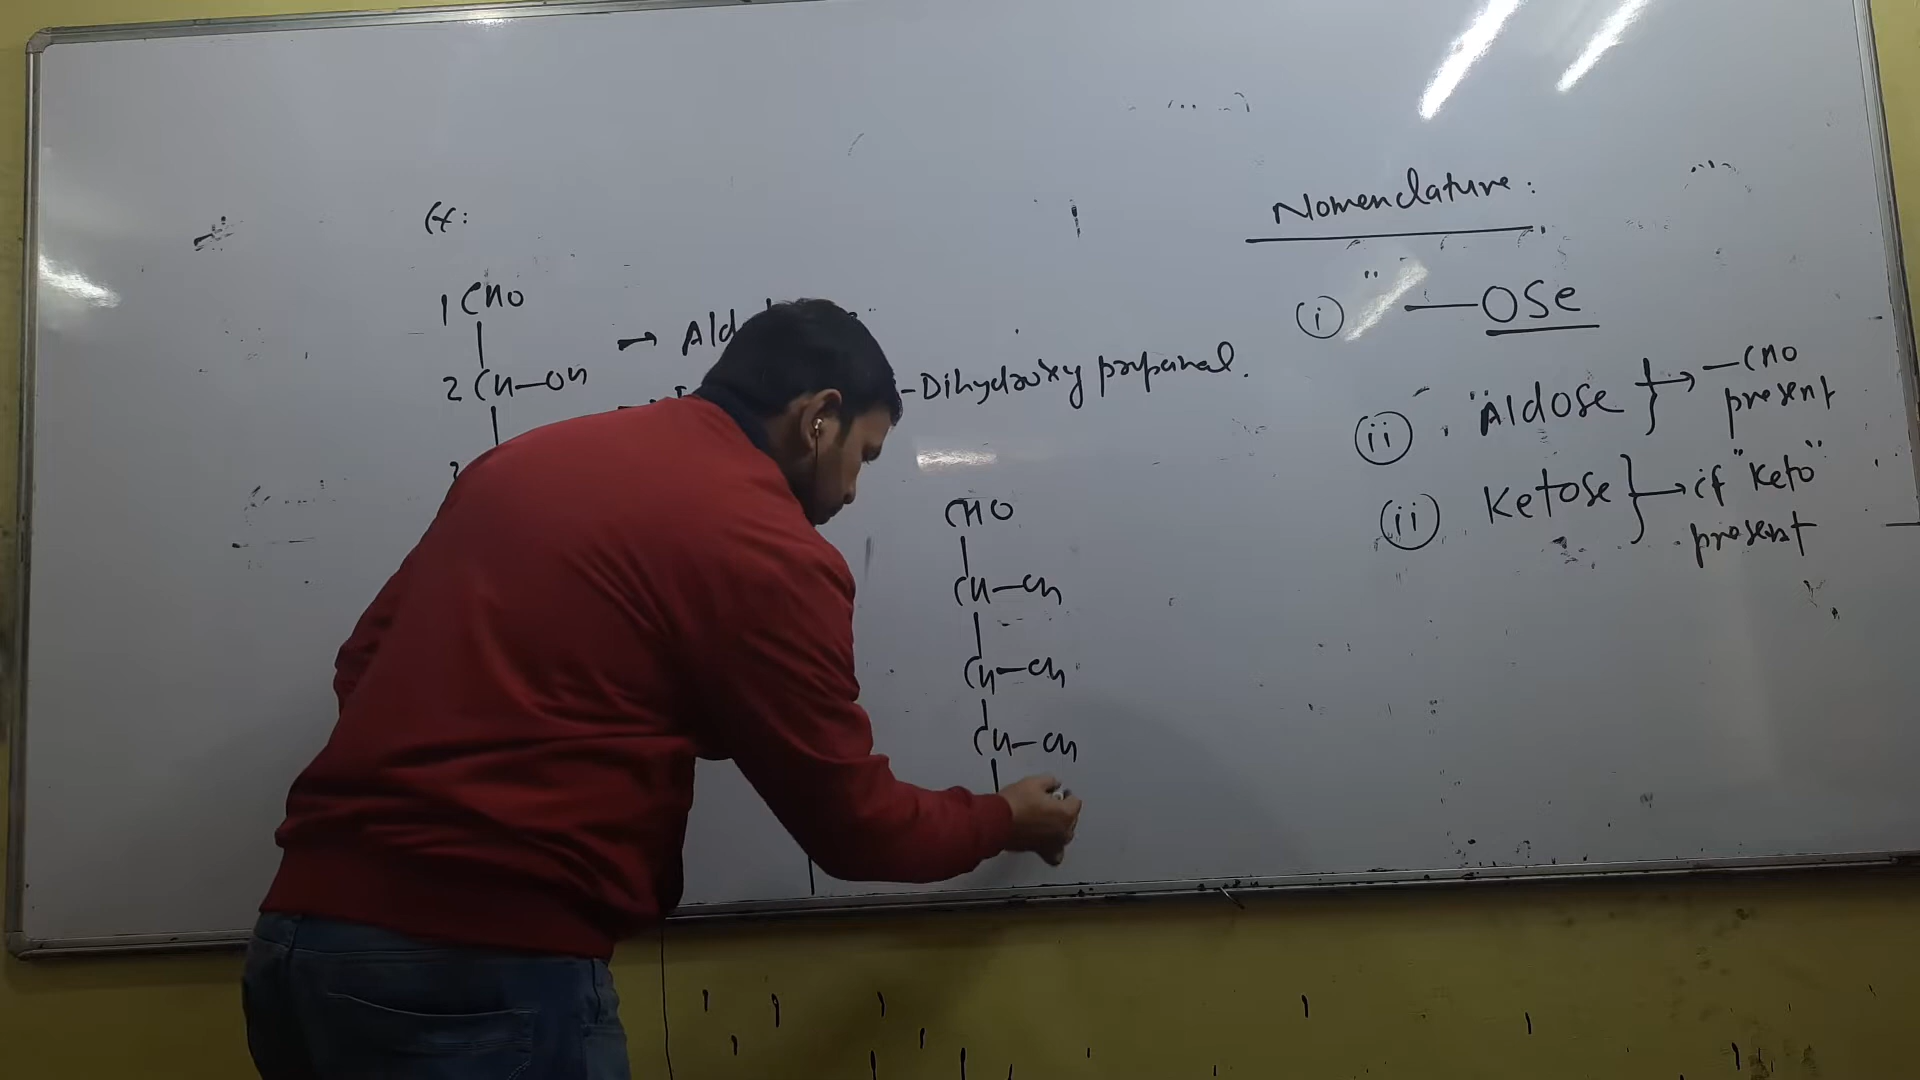 Ex:
1 CHO
2 CH—OH
→ Ald
-Dihydroxy propanal.
CHO
CH—OH
CH—OH
CH—OH
Nomenclature:
(i) —OSe
(ii) Aldose } → —CHO
present
(ii) Ketose } → if "Keto"
present